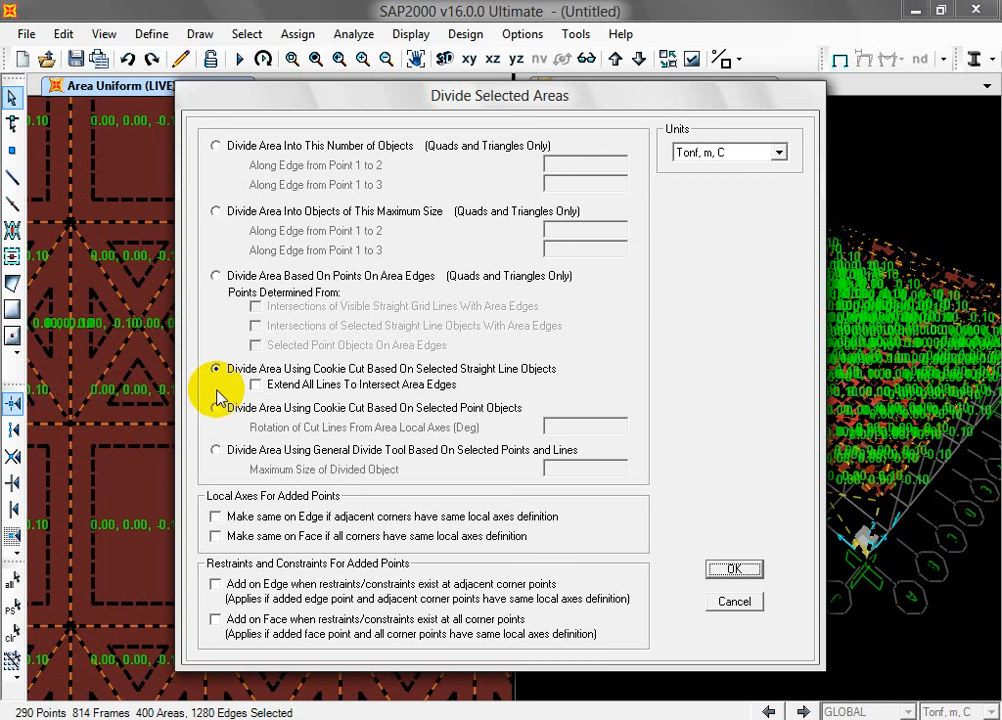 SAP2000 v16.0.0 Ultimate - (Untitled)
File Edit View Define Draw Select Assign Analyze Display Design Options Tools Help
3D xy xz yz nv nd
Area Uniform (LIVE)
Divide Selected Areas
Divide Area Into This Number of Objects (Quads and Triangles Only)
Along Edge from Point 1 to 2
Along Edge from Point 1 to 3
Divide Area Into Objects of This Maximum Size (Quads and Triangles Only)
Along Edge from Point 1 to 2
Along Edge from Point 1 to 3
Divide Area Based On Points On Area Edges (Quads and Triangles Only)
Points Determined From:
Intersections of Visible Straight Grid Lines With Area Edges
Intersections of Selected Straight Line Objects With Area Edges
Selected Point Objects On Area Edges
Divide Area Using Cookie Cut Based On Selected Straight Line Objects
Extend All Lines To Intersect Area Edges
Divide Area Using Cookie Cut Based On Selected Point Objects
Rotation of Cut Lines From Area Local Axes (Deg)
Divide Area Using General Divide Tool Based On Selected Points and Lines
Maximum Size of Divided Object
Local Axes For Added Points
Make same on Edge if adjacent corners have same local axes definition
Make same on Face if all corners have same local axes definition
Restraints and Constraints For Added Points
Add on Edge when restraints/constraints exist at adjacent corner points
(Applies if added edge point and adjacent corner points have same local axes definition)
Add on Face when restraints/constraints exist at all corner points
(Applies if added face point and all corner points have same local axes definition)
Units
Tonf, m, C
OK
Cancel
all
PS
clr
290 Points 814 Frames 400 Areas, 1280 Edges Selected
GLOBAL
Tonf, m, C